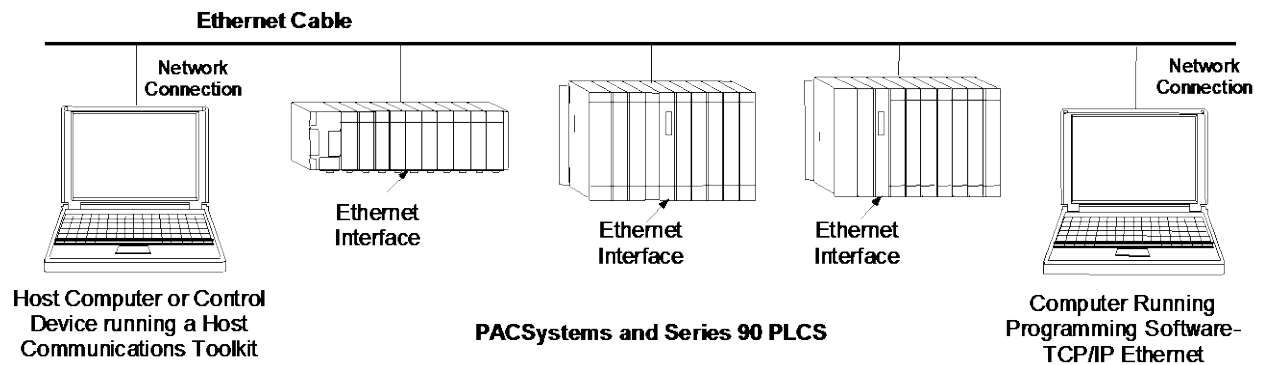 Ethernet Cable
Network
Connection
Network
Connection
Ethernet
Interface
Ethernet
Interface
Ethernet
Interface
Host Computer or Control
Device running a Host
Communications Toolkit
PACSystems and Series 90 PLCS
Computer Running
Programming Software-
TCP/IP Ethernet